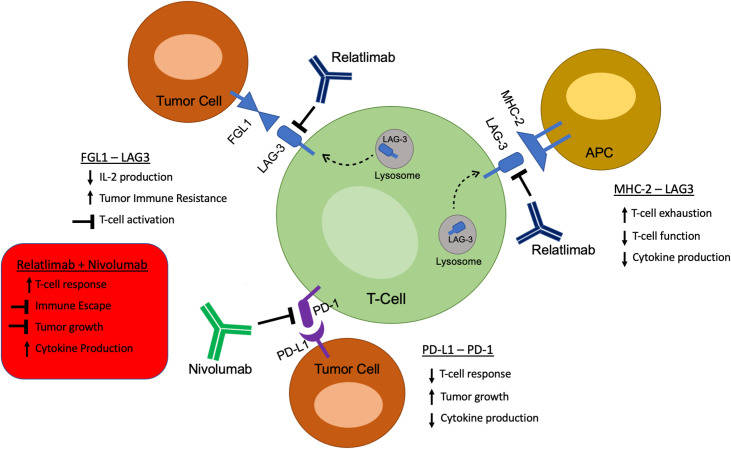 Relatlimab
Tumor Cell
FGL1
LAG-3
LAG-3
Lysosome
MHC-2
LAG-3
APC
FGL1 – LAG3
IL-2 production
Tumor Immune Resistance
T-cell activation
MHC-2 – LAG3
T-cell exhaustion
T-cell function
Cytokine production
LAG-3
Lysosome
Relatlimab
Relatlimab + Nivolumab
T-cell response
Immune Escape
Tumor growth
Cytokine Production
T-Cell
PD-1
PD-L1
Nivolumab
Tumor Cell
PD-L1 – PD-1
T-cell response
Tumor growth
Cytokine production